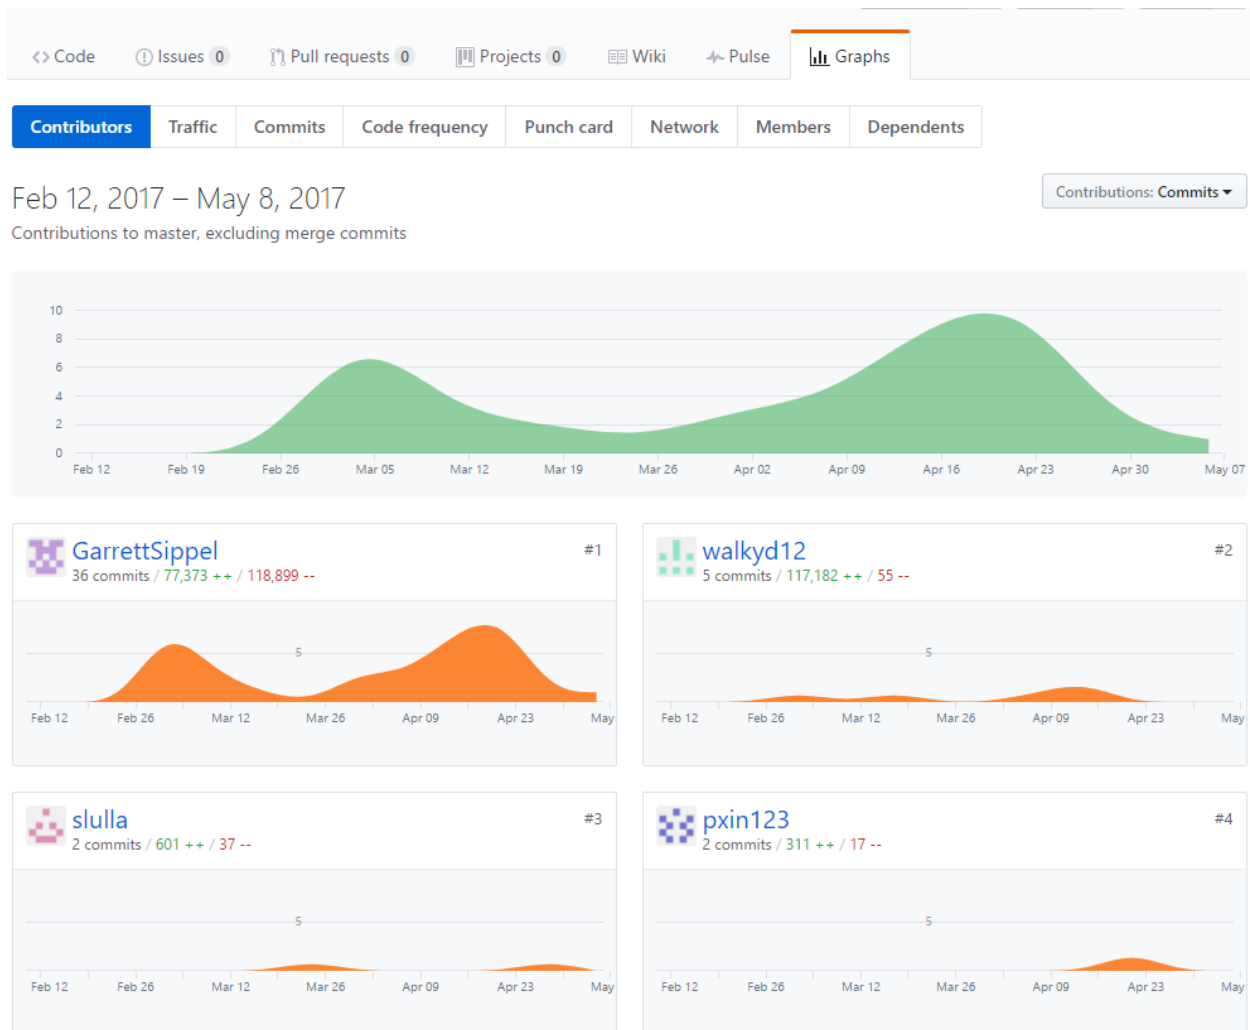 Code Issues 0 Pull requests 0 Projects 0 Wiki Pulse Graphs
Contributors Traffic Commits Code frequency Punch card Network Members Dependents
Feb 12, 2017 – May 8, 2017
Contributions: Commits
Contributions to master, excluding merge commits
10
8
6
4
2
0
Feb 12 Feb 19 Feb 26 Mar 05 Mar 12 Mar 19 Mar 26 Apr 02 Apr 09 Apr 16 Apr 23 Apr 30 May 07
GarrettSippel #1
36 commits / 77,373 ++ / 118,899 --
5
Feb 12 Feb 26 Mar 12 Mar 26 Apr 09 Apr 23 May
walkyd12 #2
5 commits / 117,182 ++ / 55 --
5
Feb 12 Feb 26 Mar 12 Mar 26 Apr 09 Apr 23 May
slulla #3
2 commits / 601 ++ / 37 --
5
Feb 12 Feb 26 Mar 12 Mar 26 Apr 09 Apr 23 May
pxin123 #4
2 commits / 311 ++ / 17 --
5
Feb 12 Feb 26 Mar 12 Mar 26 Apr 09 Apr 23 May